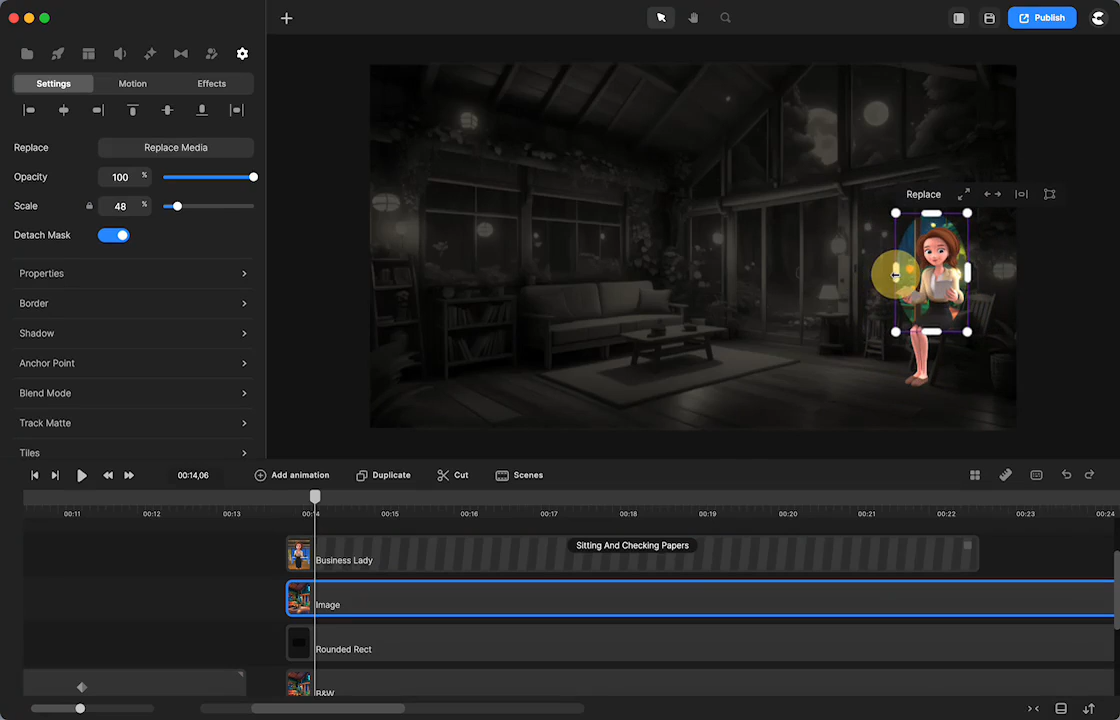 Publish
Settings Motion Effects
Replace Replace Media
Opacity 100 %
Scale 48 %
Detach Mask
Properties
Border
Shadow
Anchor Point
Blend Mode
Track Matte
Tiles
Replace
00:14,06 Add animation Duplicate Cut Scenes
00:11 00:12 00:13 00:14 00:15 00:16 00:17 00:18 00:19 00:20 00:21 00:22 00:23 00:24
Sitting And Checking Papers
Business Lady
Image
Rounded Rect
B&W